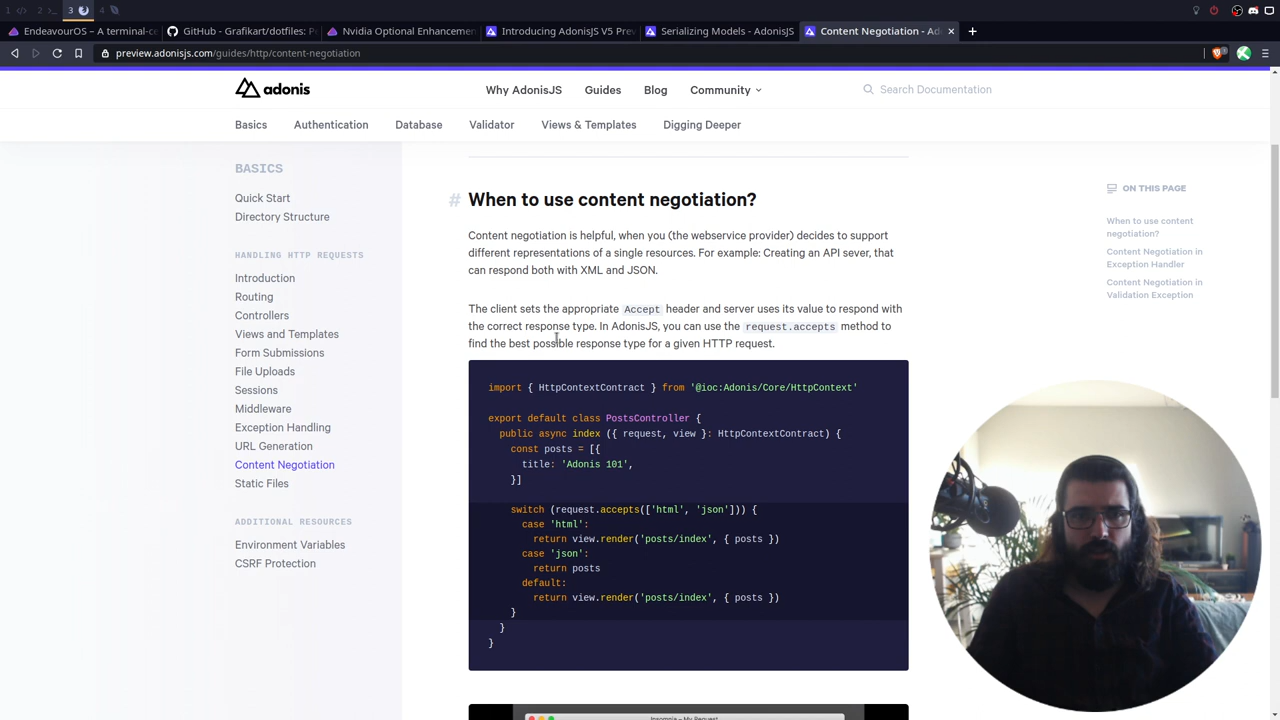 1 </>
2 >_
3
4
EndeavourOS – A terminal-ce
GitHub - Grafikart/dotfiles: Pr
Nvidia Optional Enhancemen
Introducing AdonisJS V5 Prev
Serializing Models - AdonisJS
Content Negotiation - Ado
preview.adonisjs.com/guides/http/content-negotiation
adonis
Why AdonisJS
Guides
Blog
Community
Search Documentation
Basics
Authentication
Database
Validator
Views & Templates
Digging Deeper
BASICS
Quick Start
Directory Structure
HANDLING HTTP REQUESTS
Introduction
Routing
Controllers
Views and Templates
Form Submissions
File Uploads
Sessions
Middleware
Exception Handling
URL Generation
Content Negotiation
Static Files
ADDITIONAL RESOURCES
Environment Variables
CSRF Protection
# When to use content negotiation?
Content negotiation is helpful, when you (the webservice provider) decides to support
different representations of a single resources. For example: Creating an API sever, that
can respond both with XML and JSON.
The client sets the appropriate Accept header and server uses its value to respond with
the correct response type. In AdonisJS, you can use the request.accepts method to
find the best possible response type for a given HTTP request.
import { HttpContextContract } from '@ioc:Adonis/Core/HttpContext'
export default class PostsController {
public async index ({ request, view }: HttpContextContract) {
const posts = [{
title: 'Adonis 101',
}]
switch (request.accepts(['html', 'json'])) {
case 'html':
return view.render('posts/index', { posts })
case 'json':
return posts
default:
return view.render('posts/index', { posts })
}
}
}
Insomnia – My Request
ON THIS PAGE
When to use content
negotiation?
Content Negotiation in
Exception Handler
Content Negotiation in
Validation Exception